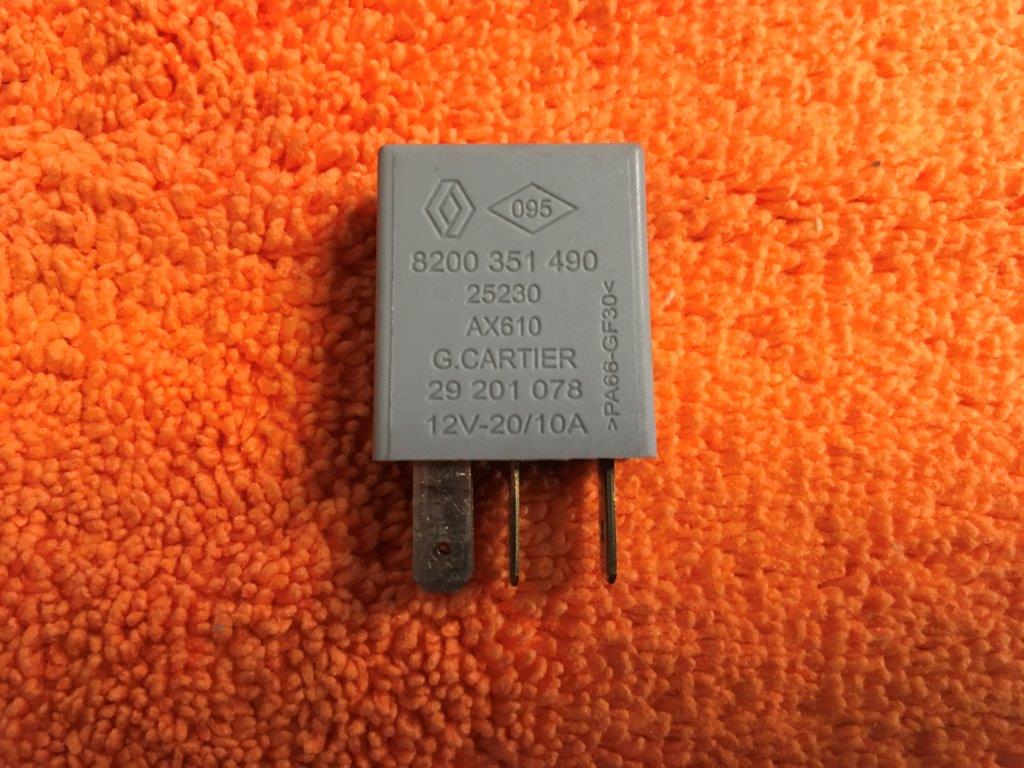 095
8200 351 490
25230
AX610
G.CARTIER
29 201 078
12V-20/10A
>PA66-GF30<